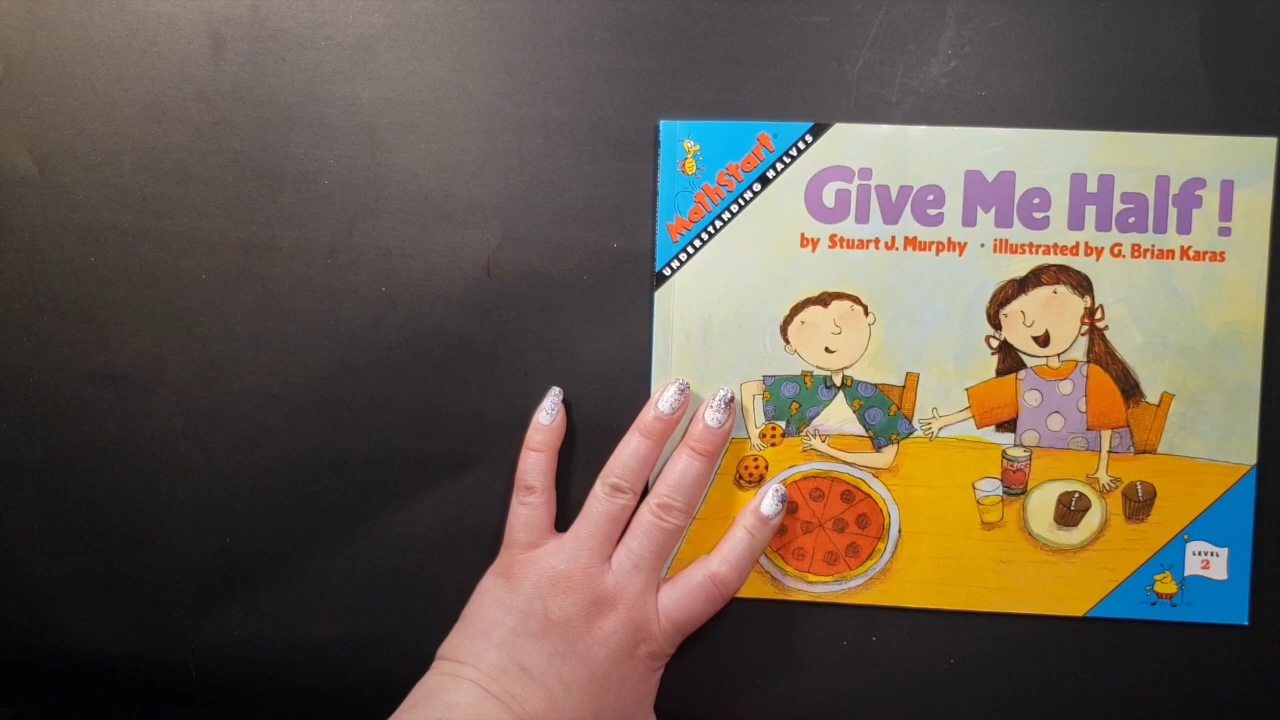 MathStart
UNDERSTANDING HALVES
Give Me Half!
by Stuart J. Murphy • illustrated by G. Brian Karas
LEVEL
2